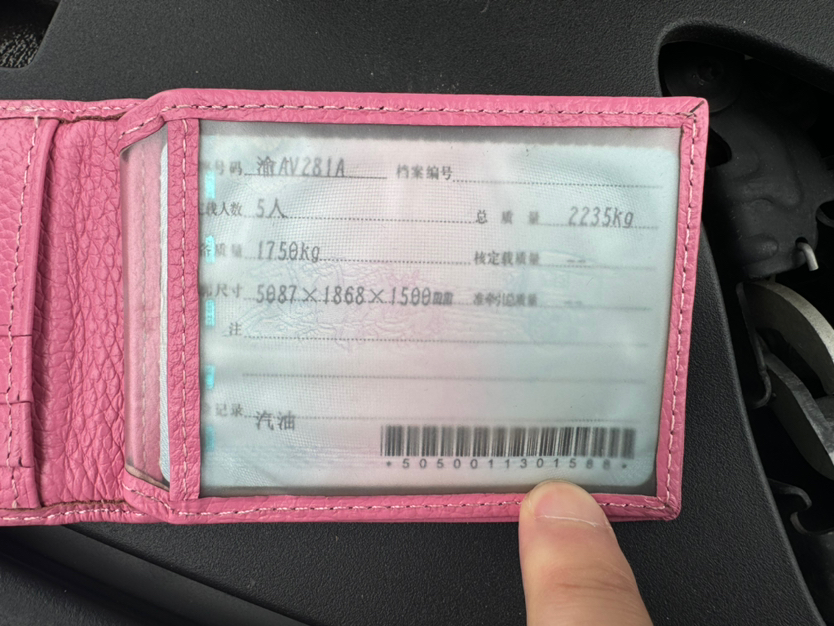 号码 渝AV281A 档案编号
载人数 5人 总质量 2235kg
质量 1750kg 核定载质量 --
尺寸 5087×1868×1500mm 准牵引总质量 --
注
记录 汽油
*5050011301588*